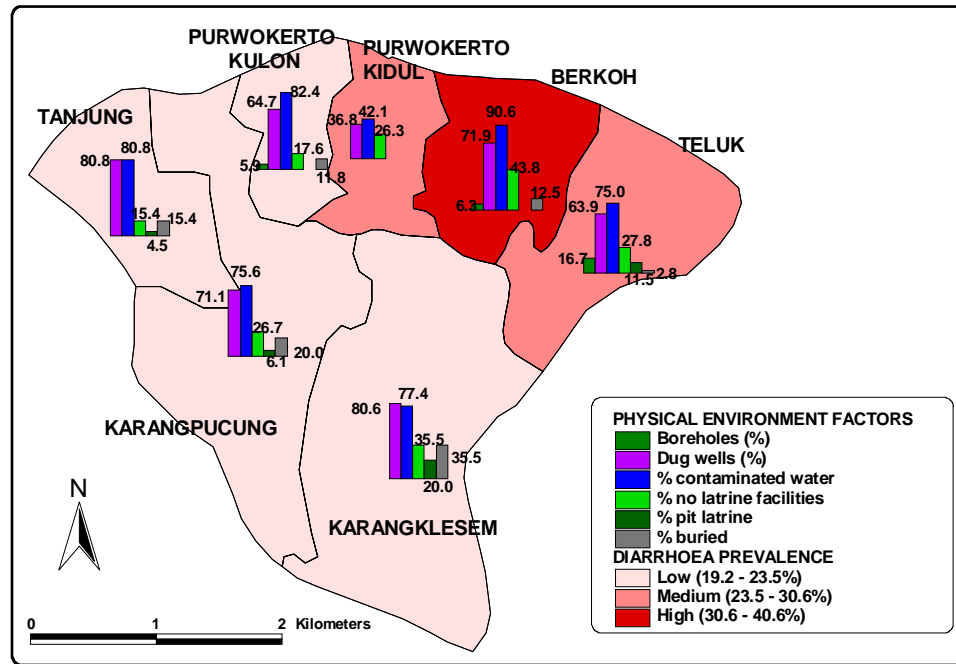 PURWOKERTO
KULON
PURWOKERTO
KIDUL
BERKOH
TANJUNG
TELUK
KARANGPUCUNG
KARANGKLESEM
80.8
80.8
15.4
4.5
15.4
5.9
64.7
82.4
17.6
11.8
36.8
42.1
26.3
6.3
71.9
90.6
43.8
12.5
16.7
63.9
75.0
27.8
11.5
2.8
71.1
75.6
26.7
6.1
20.0
80.6
77.4
35.5
20.0
35.5
N
0 1 2 Kilometers
PHYSICAL ENVIRONMENT FACTORS
Boreholes (%)
Dug wells (%)
% contaminated water
% no latrine facilities
% pit latrine
% buried
DIARRHOEA PREVALENCE
Low (19.2 - 23.5%)
Medium (23.5 - 30.6%)
High (30.6 - 40.6%)